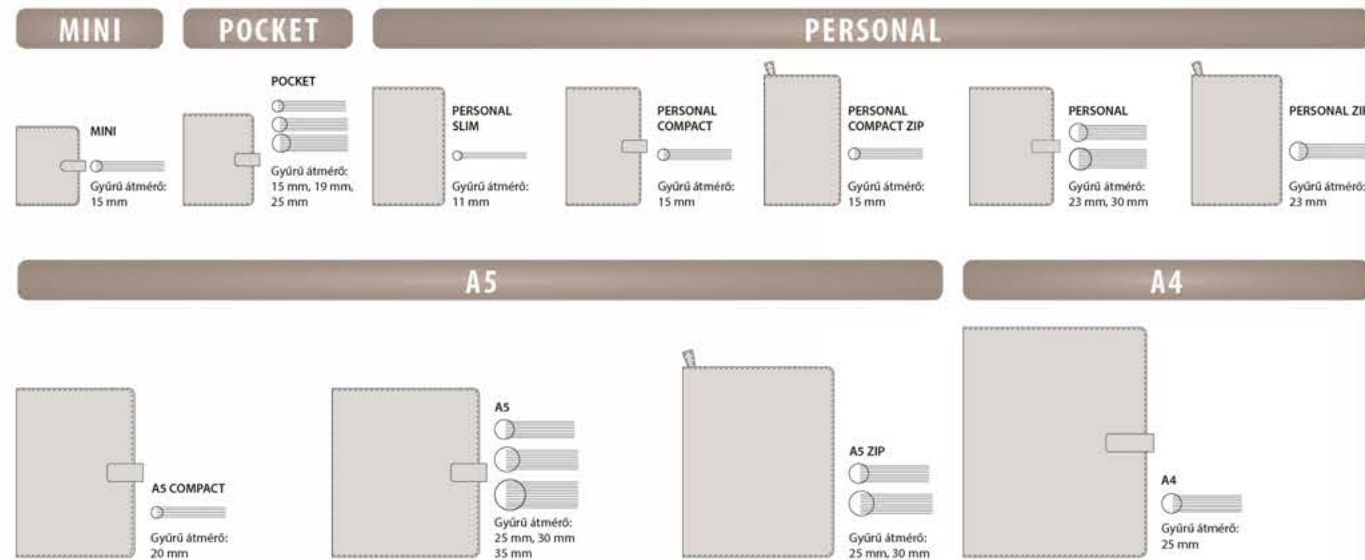 MINI
POCKET
PERSONAL
MINI
Gyűrű átmérő:
15 mm
POCKET
Gyűrű átmérő:
15 mm, 19 mm,
25 mm
PERSONAL
SLIM
Gyűrű átmérő:
11 mm
PERSONAL
COMPACT
Gyűrű átmérő:
15 mm
PERSONAL
COMPACT ZIP
Gyűrű átmérő:
15 mm
PERSONAL
Gyűrű átmérő:
23 mm, 30 mm
PERSONAL ZIP
Gyűrű átmérő:
23 mm
A5
A4
A5 COMPACT
Gyűrű átmérő:
20 mm
A5
Gyűrű átmérő:
25 mm, 30 mm
35 mm
A5 ZIP
Gyűrű átmérő:
25 mm, 30 mm
A4
Gyűrű átmérő:
25 mm